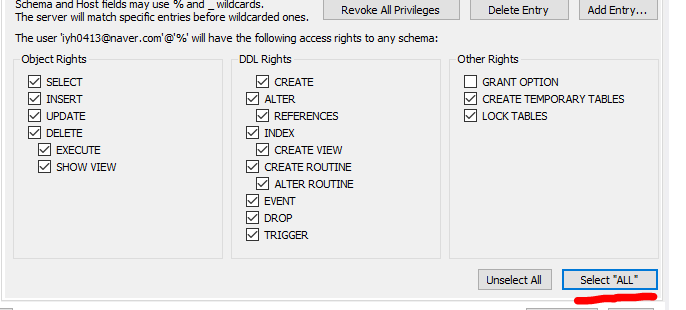 Schema and Host fields may use % and _ wildcards.
The server will match specific entries before wildcarded ones.
Revoke All Privileges
Delete Entry
Add Entry...
The user 'iyh0413@naver.com'@'%' will have the following access rights to any schema:
Object Rights
SELECT
INSERT
UPDATE
DELETE
EXECUTE
SHOW VIEW
DDL Rights
CREATE
ALTER
REFERENCES
INDEX
CREATE VIEW
CREATE ROUTINE
ALTER ROUTINE
EVENT
DROP
TRIGGER
Other Rights
GRANT OPTION
CREATE TEMPORARY TABLES
LOCK TABLES
Unselect All
Select "ALL"